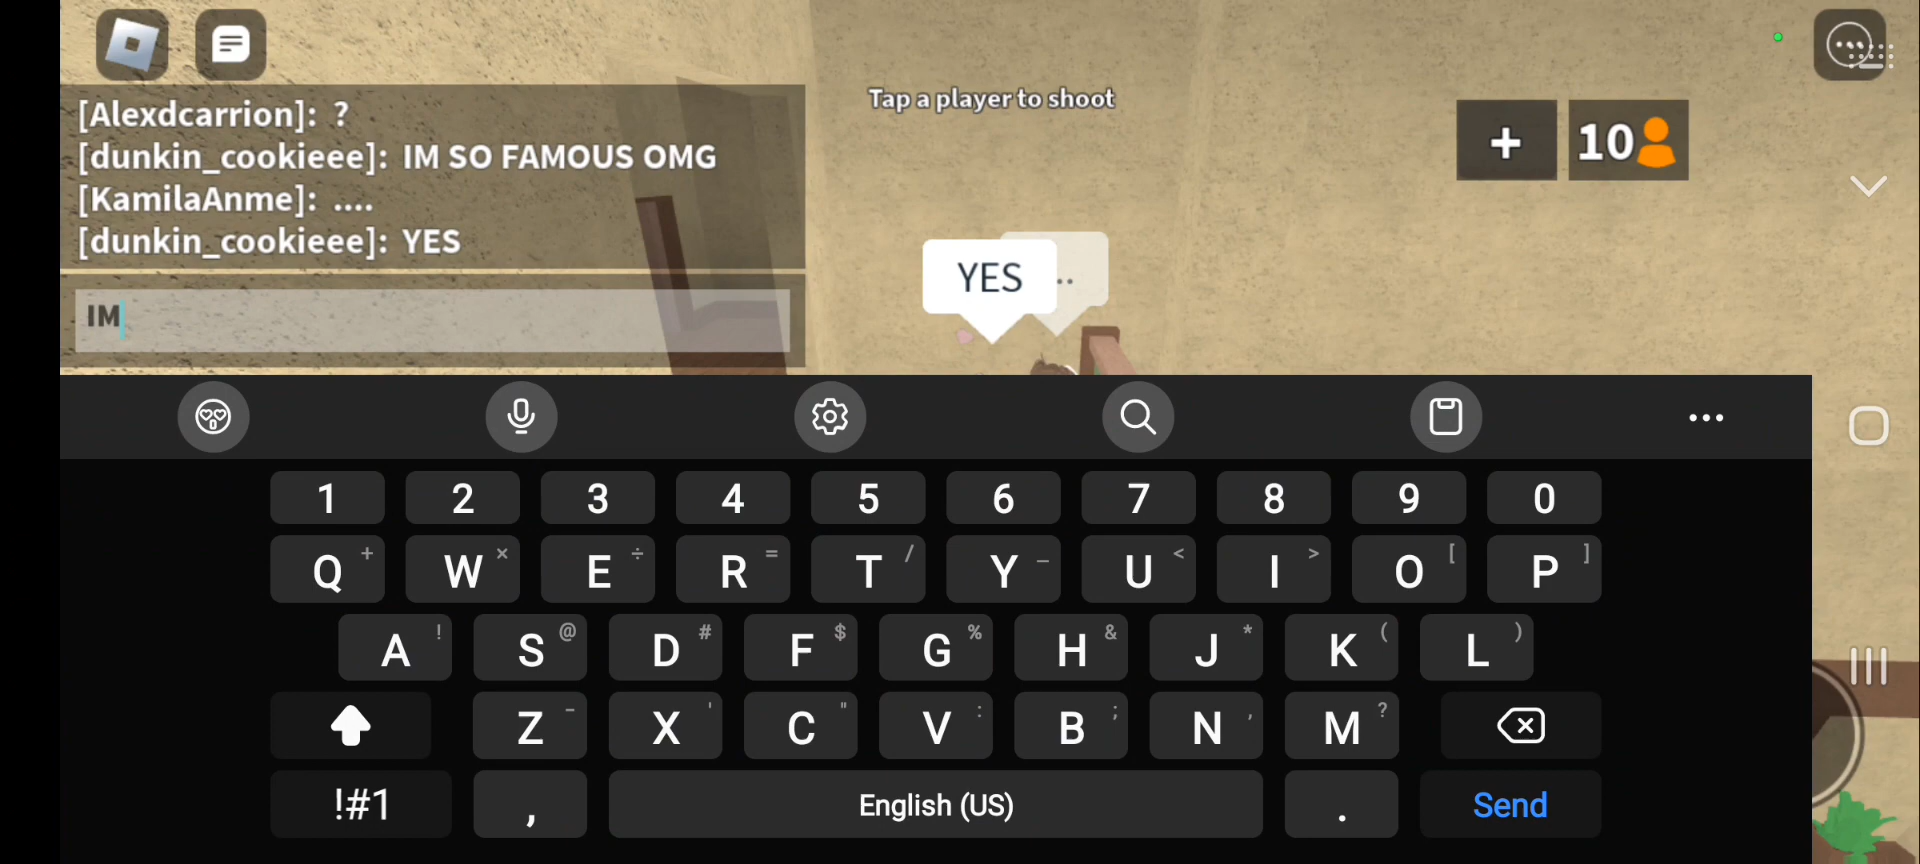 [Alexdcarrion]: ?
[dunkin_cookieee]: IM SO FAMOUS OMG
[KamilaAnme]: ....
[dunkin_cookieee]: YES
IM
Tap a player to shoot
+ 10
YES ..
1 2 3 4 5 6 7 8 9 0
Q + W × E ÷ R = T / Y _ U < I > O [ P ]
A ! S @ D # F $ G % H & J * K ( L )
Z - X ' C " V : B ; N , M ?
!#1 , English (US) . Send